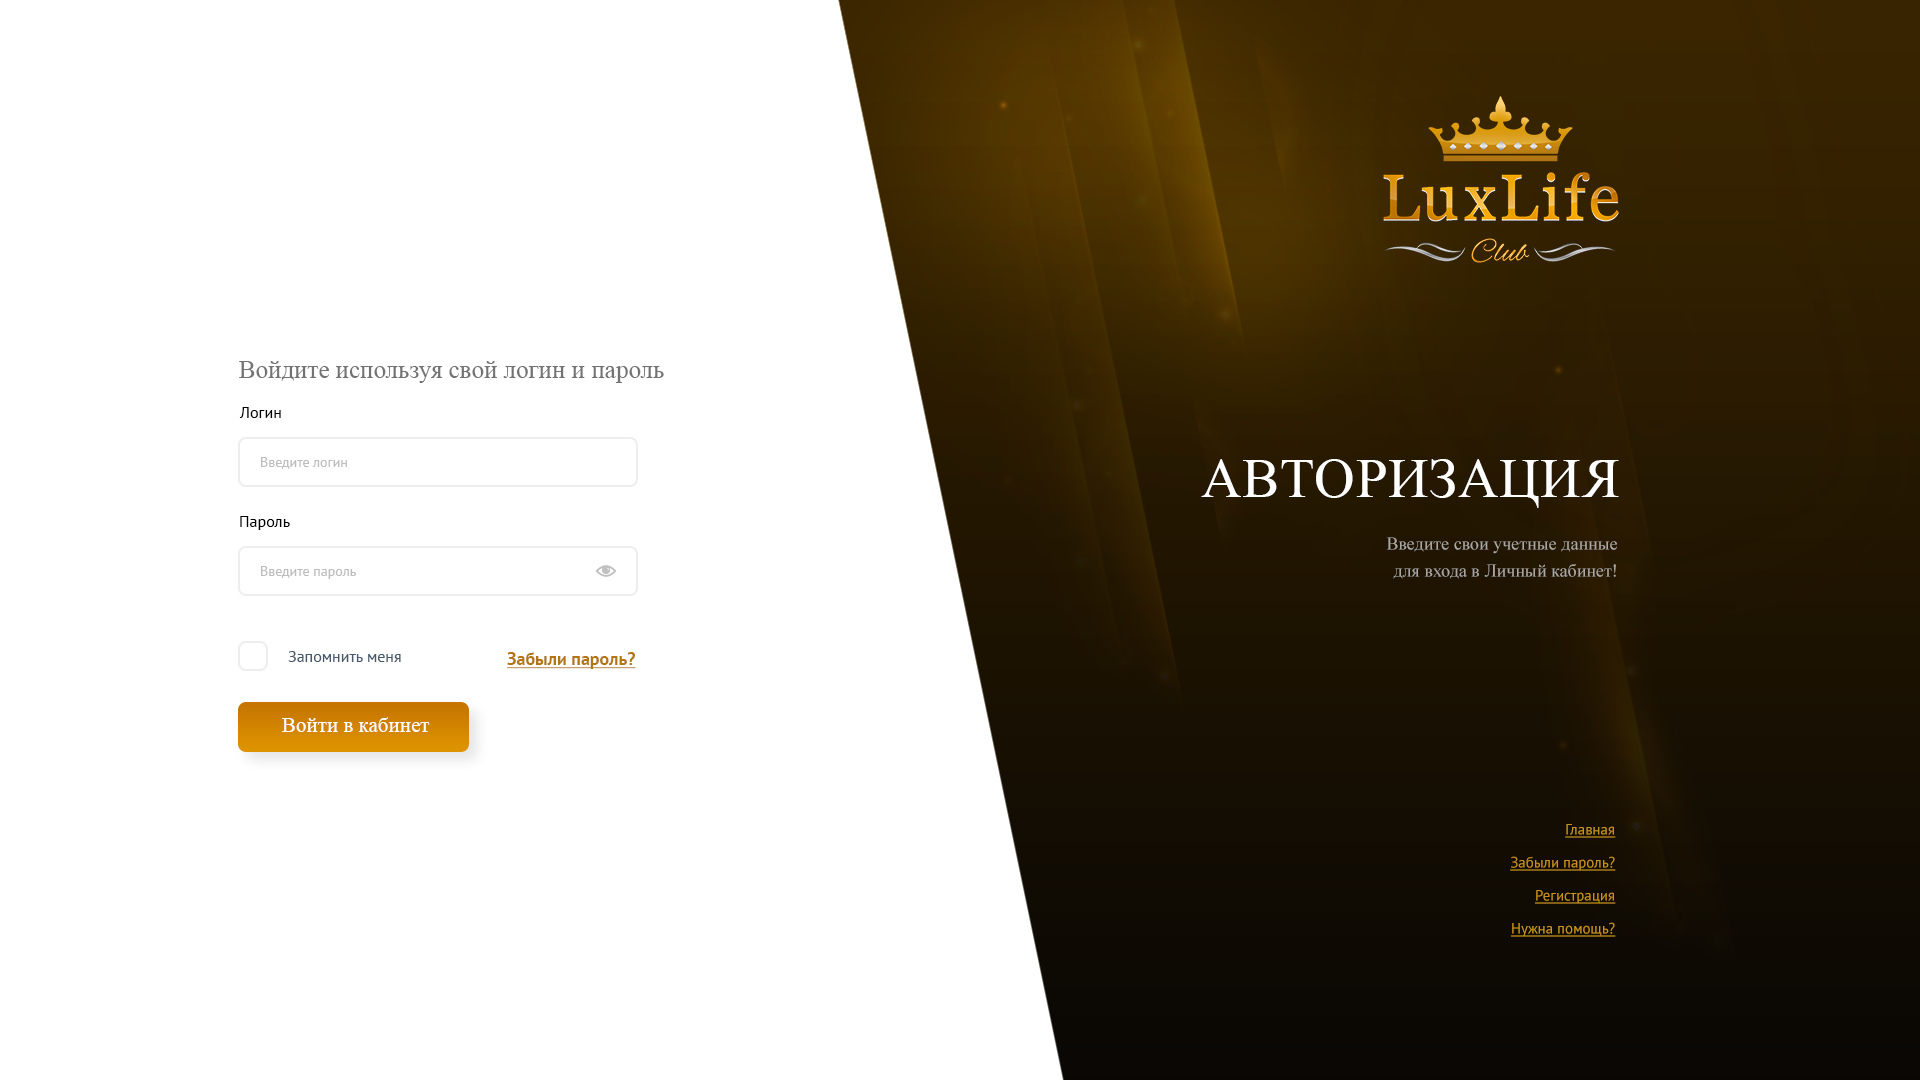 Войдите используя свой логин и пароль
Логин
Введите логин
Пароль
Введите пароль
Запомнить меня
Забыли пароль?
Войти в кабинет
LuxLife
Club
АВТОРИЗАЦИЯ
Введите свои учетные данные
для входа в Личный кабинет!
Главная
Забыли пароль?
Регистрация
Нужна помощь?